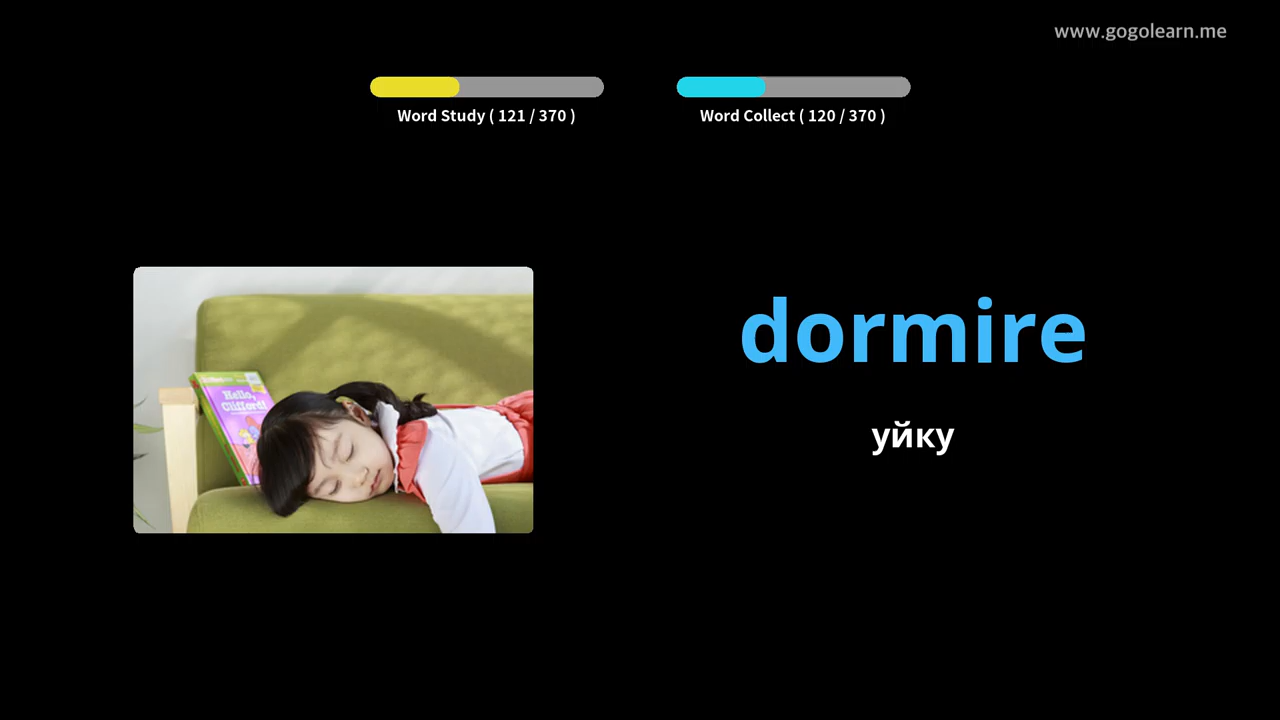 www.gogolearn.me
Word Study ( 121 / 370 )
Word Collect ( 120 / 370 )
Hello,
Clifford!
dormire
уйку